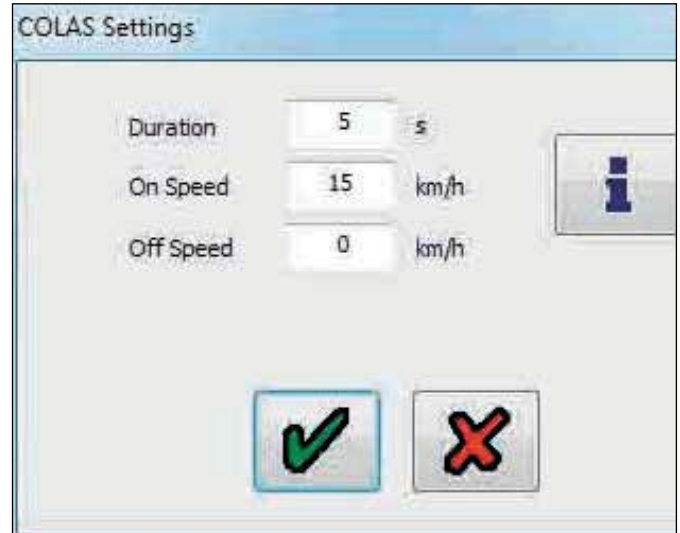 COLAS Settings
Duration 5 s
On Speed 15 km/h
Off Speed 0 km/h
i